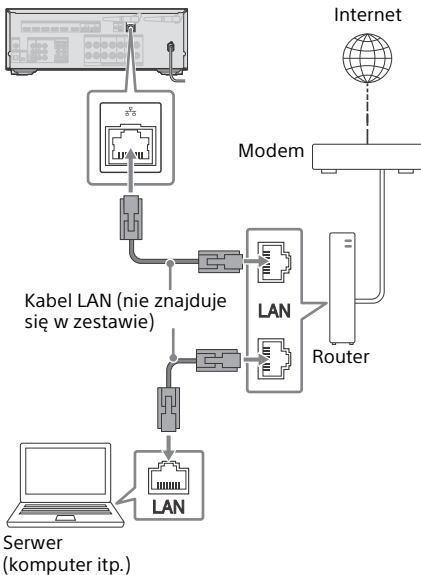 Internet
Modem
Kabel LAN (nie znajduje
się w zestawie)
LAN
Router
LAN
Serwer
(komputer itp.)